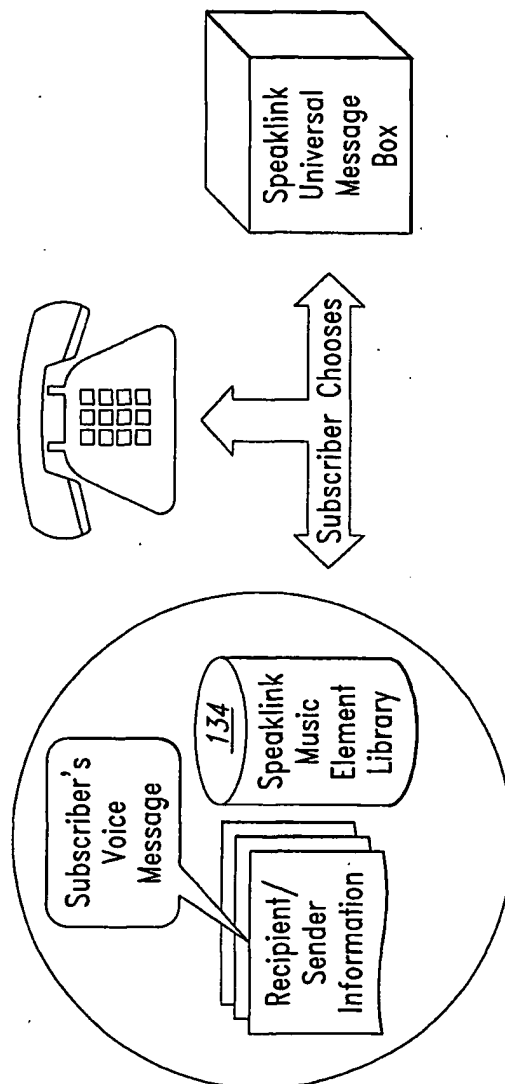 Subscriber's
Voice
Message
Recipient/
Sender
Information
134
Speaklink
Music
Element
Library
Subscriber Chooses
Speaklink
Universal
Message
Box